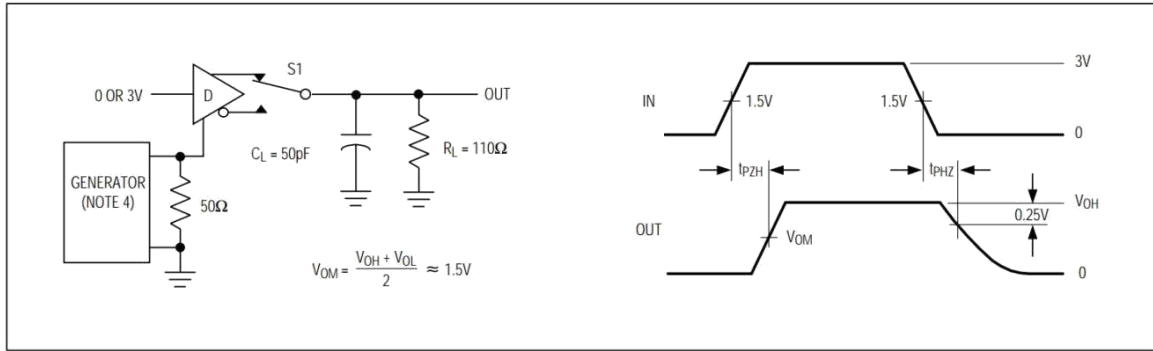 S1
0 OR 3V
D
OUT
C_L = 50pF
R_L = 110Ω
GENERATOR
(NOTE 4)
50Ω
V_OM = (V_OH + V_OL) / 2 ≈ 1.5V
3V
IN
1.5V
1.5V
0
t_PZH
t_PHZ
V_OH
0.25V
OUT
V_OM
0